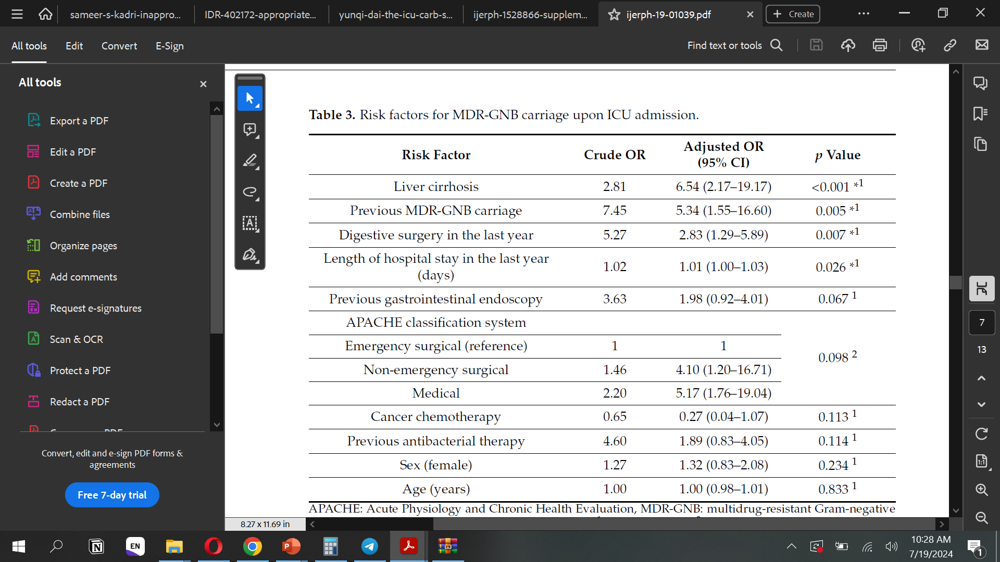 sameer-s-kadri-inappro...
IDR-402172-appropriate...
yunqi-dai-the-icu-carb-s...
ijerph-1528866-supplem...
ijerph-19-01039.pdf
Create
All tools
Edit
Convert
E-Sign
Find text or tools
All tools
Export a PDF
Edit a PDF
Create a PDF
Combine files
Organize pages
Add comments
Request e-signatures
Scan & OCR
Protect a PDF
Redact a PDF
Convert, edit and e-sign PDF forms &
agreements
Free 7-day trial
Table 3. Risk factors for MDR-GNB carriage upon ICU admission.
Risk Factor Crude OR Adjusted OR (95% CI) p Value
Liver cirrhosis 2.81 6.54 (2.17–19.17) <0.001 *1
Previous MDR-GNB carriage 7.45 5.34 (1.55–16.60) 0.005 *1
Digestive surgery in the last year 5.27 2.83 (1.29–5.89) 0.007 *1
Length of hospital stay in the last year
(days) 1.02 1.01 (1.00–1.03) 0.026 *1
Previous gastrointestinal endoscopy 3.63 1.98 (0.92–4.01) 0.067 1
APACHE classification system
Emergency surgical (reference) 1 1
0.098 2
Non-emergency surgical 1.46 4.10 (1.20–16.71)
Medical 2.20 5.17 (1.76–19.04)
Cancer chemotherapy 0.65 0.27 (0.04–1.07) 0.113 1
Previous antibacterial therapy 4.60 1.89 (0.83–4.05) 0.114 1
Sex (female) 1.27 1.32 (0.83–2.08) 0.234 1
Age (years) 1.00 1.00 (0.98–1.01) 0.833 1
APACHE: Acute Physiology and Chronic Health Evaluation, MDR-GNB: multidrug-resistant Gram-negative
8.27 x 11.69 in
7
13
1:1
EN
10:28 AM
7/19/2024
1